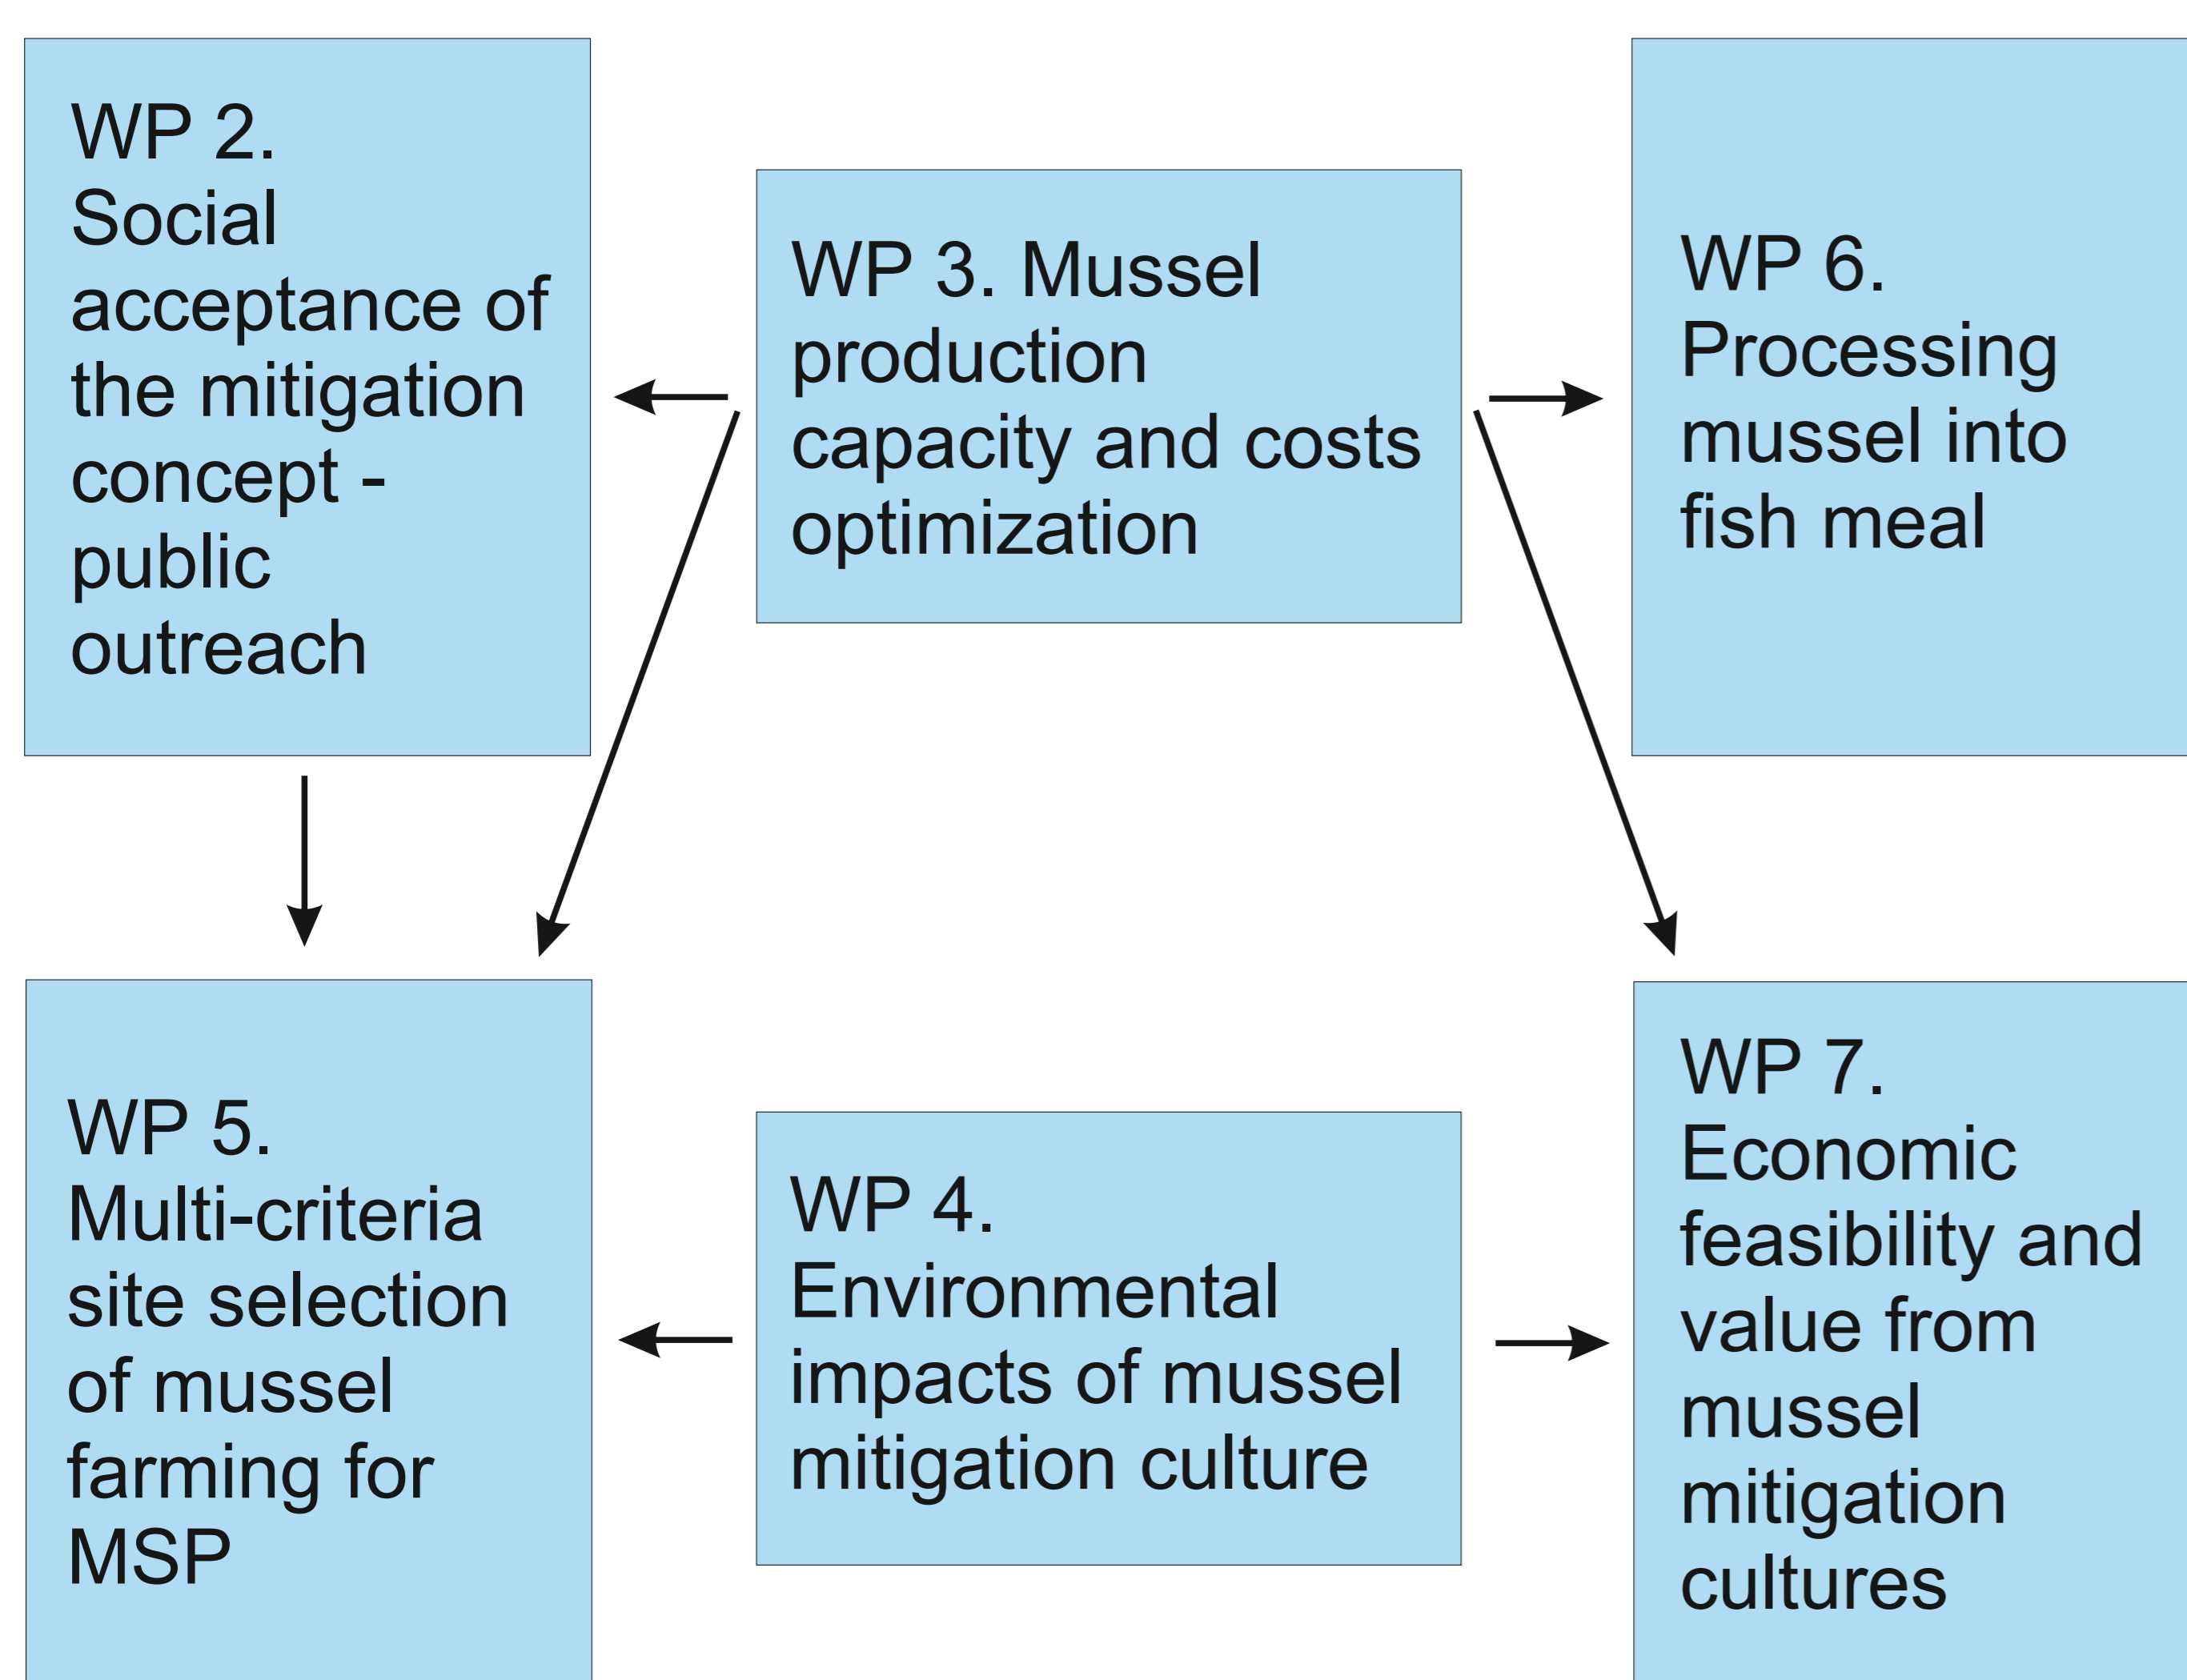 WP 2.
Social
acceptance of
the mitigation
concept -
public
outreach
WP 3. Mussel
production
capacity and costs
optimization
WP 6.
Processing
mussel into
fish meal
WP 5.
Multi-criteria
site selection
of mussel
farming for
MSP
WP 4.
Environmental
impacts of mussel
mitigation culture
WP 7.
Economic
feasibility and
value from
mussel
mitigation
cultures